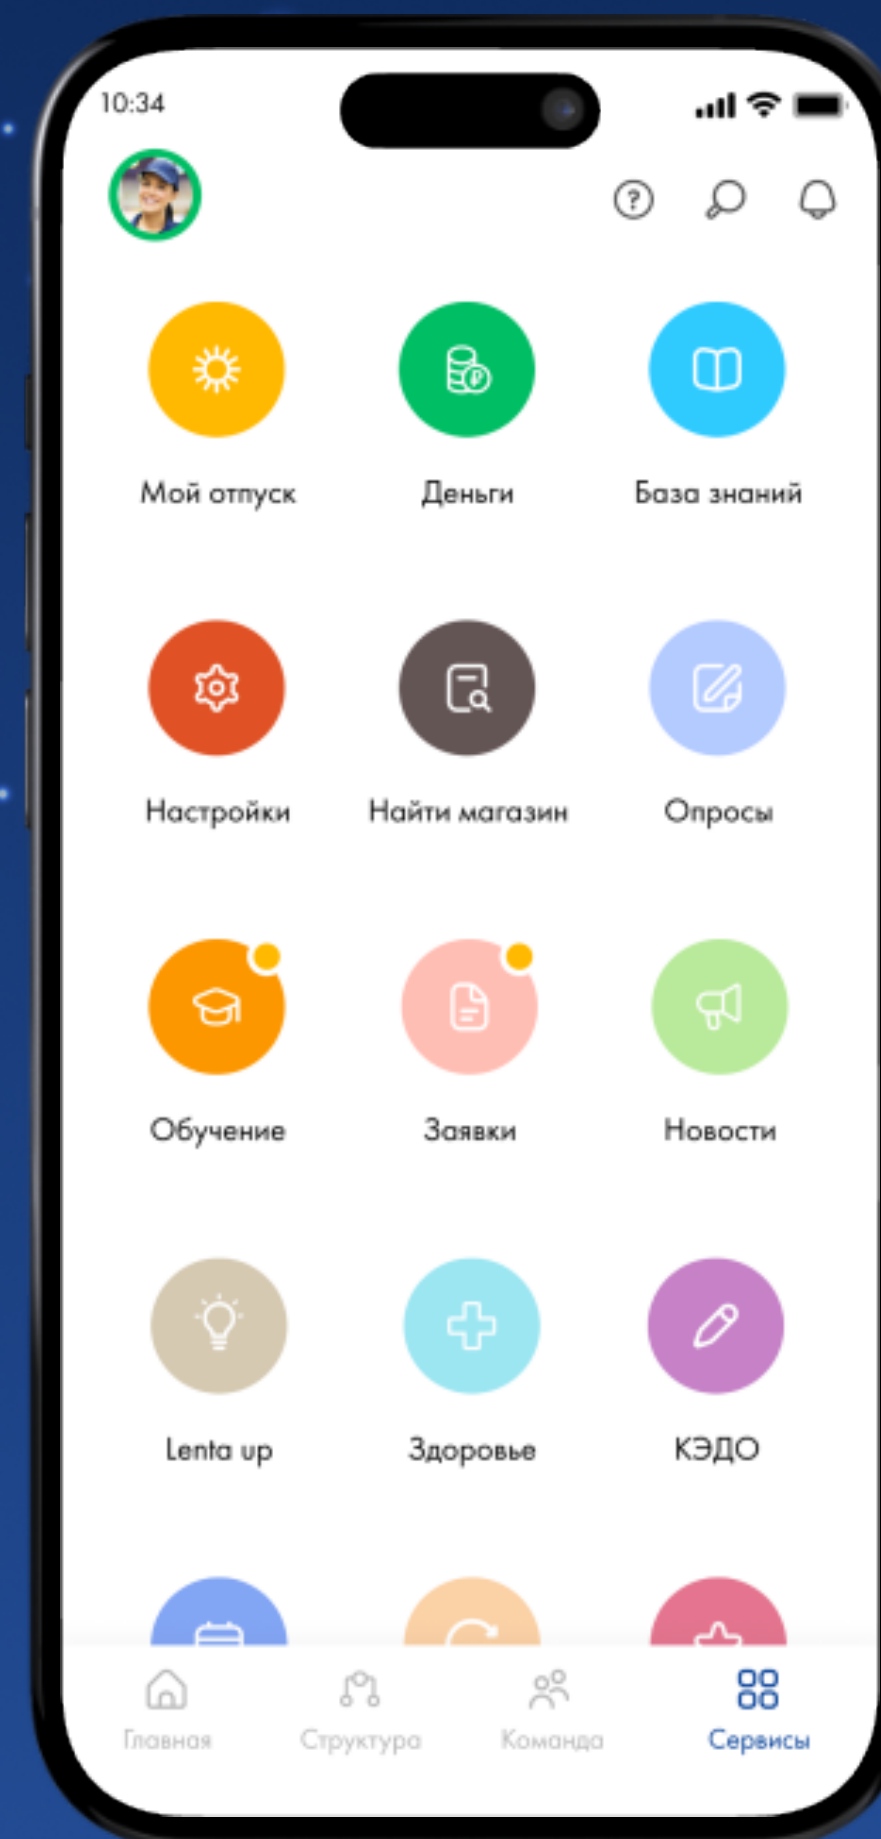 10:34
Мой отпуск
Деньги
База знаний
Настройки
Найти магазин
Опросы
Обучение
Заявки
Новости
Lenta up
Здоровье
КЭДО
Главная
Структура
Команда
Сервисы